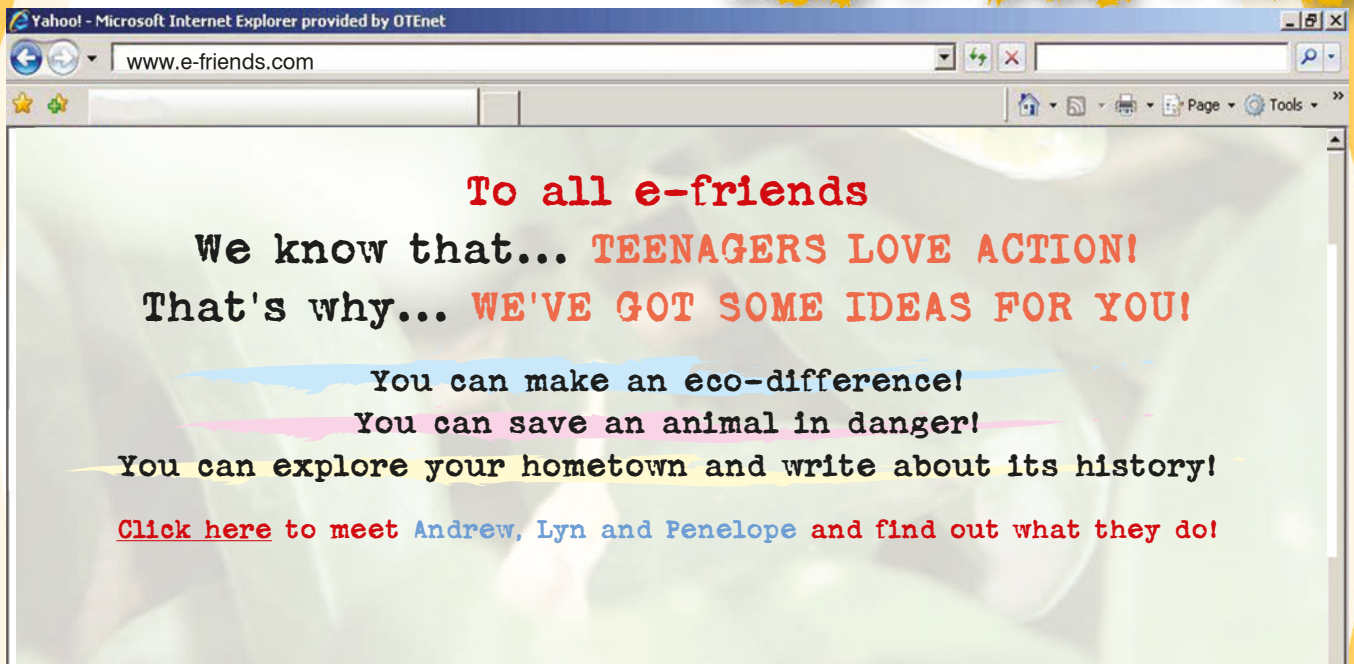 Yahoo! - Microsoft Internet Explorer provided by OTEnet
www.e-friends.com
Page Tools »
To all e-friends
We know that... TEENAGERS LOVE ACTION!
That's why... WE'VE GOT SOME IDEAS FOR YOU!
You can make an eco-difference!
You can save an animal in danger!
You can explore your hometown and write about its history!
Click here to meet Andrew, Lyn and Penelope and find out what they do!